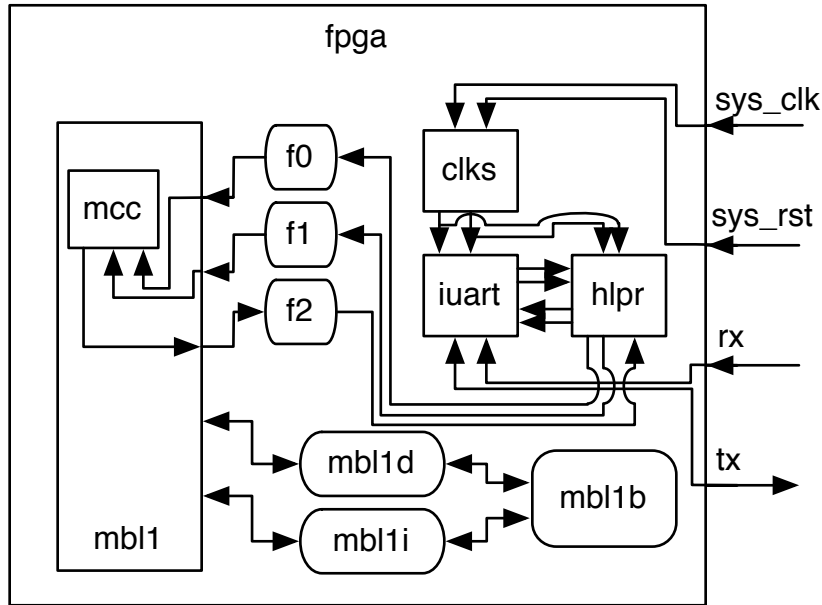 fpga
sys_clk
f0
clks
mcc
sys_rst
f1
iuart
hlpr
f2
rx
mbl1d
tx
mbl1b
mbl1
mbl1i